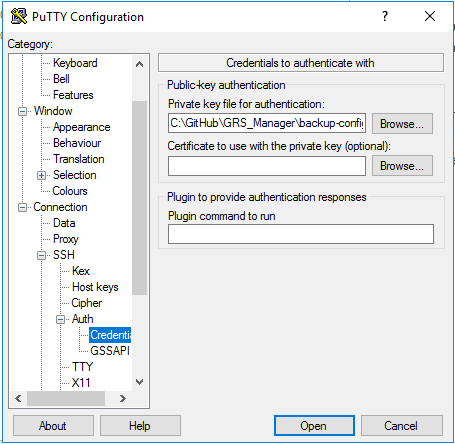 PuTTY Configuration
?
Category:
Keyboard
Bell
Features
Window
Appearance
Behaviour
Translation
Selection
Colours
Connection
Data
Proxy
SSH
Kex
Host keys
Cipher
Auth
Credentia
GSSAPI
TTY
X11
Credentials to authenticate with
Public-key authentication
Private key file for authentication:
C:\GitHub\GRS_Manager\backup-config Browse...
Certificate to use with the private key (optional):
Browse...
Plugin to provide authentication responses
Plugin command to run
About Help Open Cancel